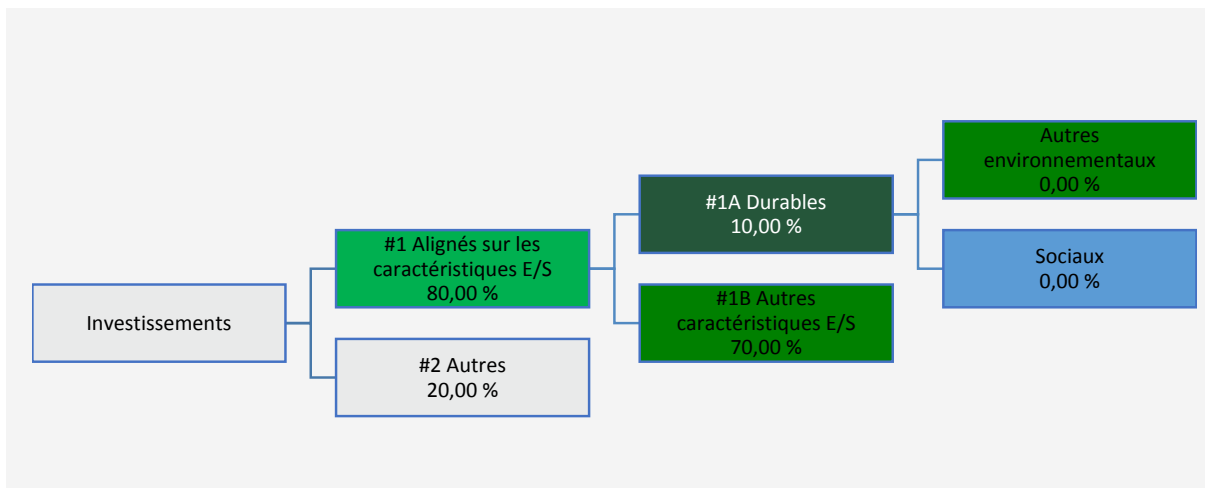 Investissements
#1 Alignés sur les
caractéristiques E/S
80,00 %
#2 Autres
20,00 %
#1A Durables
10,00 %
#1B Autres
caractéristiques E/S
70,00 %
Autres
environnementaux
0,00 %
Sociaux
0,00 %